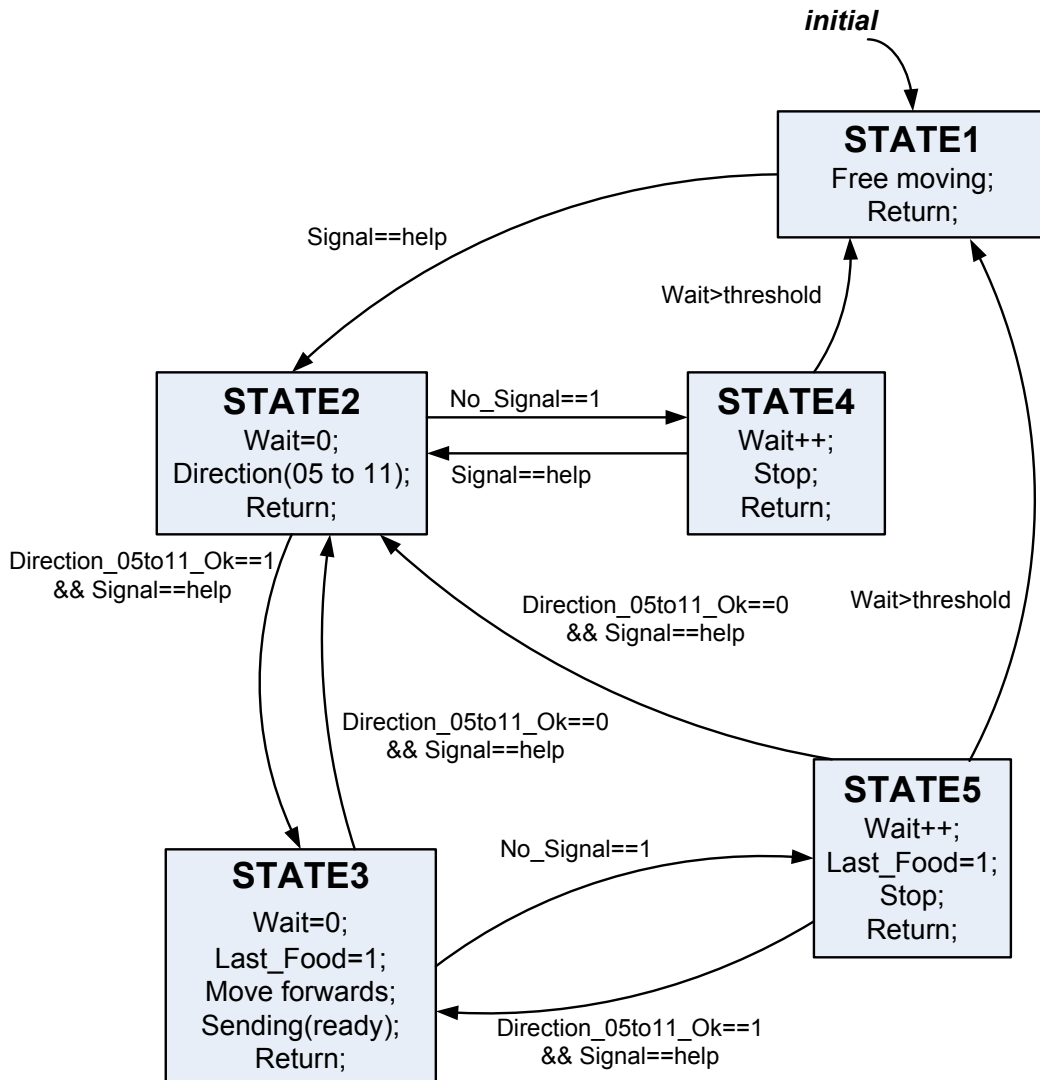 initial
STATE1
Free moving;
Return;
Signal==help
Wait>threshold
STATE2
Wait=0;
Direction(05 to 11);
Return;
No_Signal==1
Signal==help
STATE4
Wait++;
Stop;
Return;
Direction_05to11_Ok==1
&& Signal==help
Direction_05to11_Ok==0
&& Signal==help
Wait>threshold
Direction_05to11_Ok==0
&& Signal==help
STATE5
Wait++;
Last_Food=1;
Stop;
Return;
No_Signal==1
STATE3
Wait=0;
Last_Food=1;
Move forwards;
Sending(ready);
Return;
Direction_05to11_Ok==1
&& Signal==help